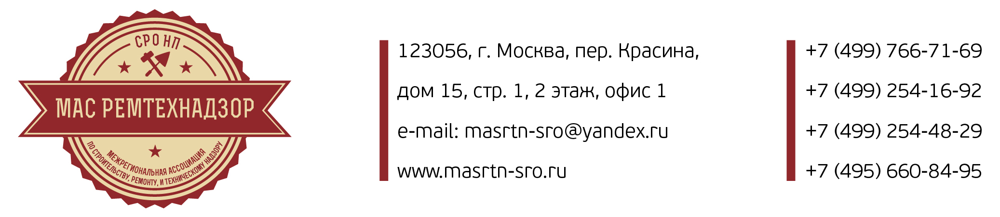 СРО НП
МАС РЕМТЕХНАДЗОР
МЕЖРЕГИОНАЛЬНАЯ АССОЦИАЦИЯ
ПО СТРОИТЕЛЬСТВУ, РЕМОНТУ, И ТЕХНИЧЕСКОМУ НАДЗОРУ
123056, г. Москва, пер. Красина,
дом 15, стр. 1, 2 этаж, офис 1
e-mail: masrtn-sro@yandex.ru
www.masrtn-sro.ru
+7 (499) 766-71-69
+7 (499) 254-16-92
+7 (499) 254-48-29
+7 (495) 660-84-95